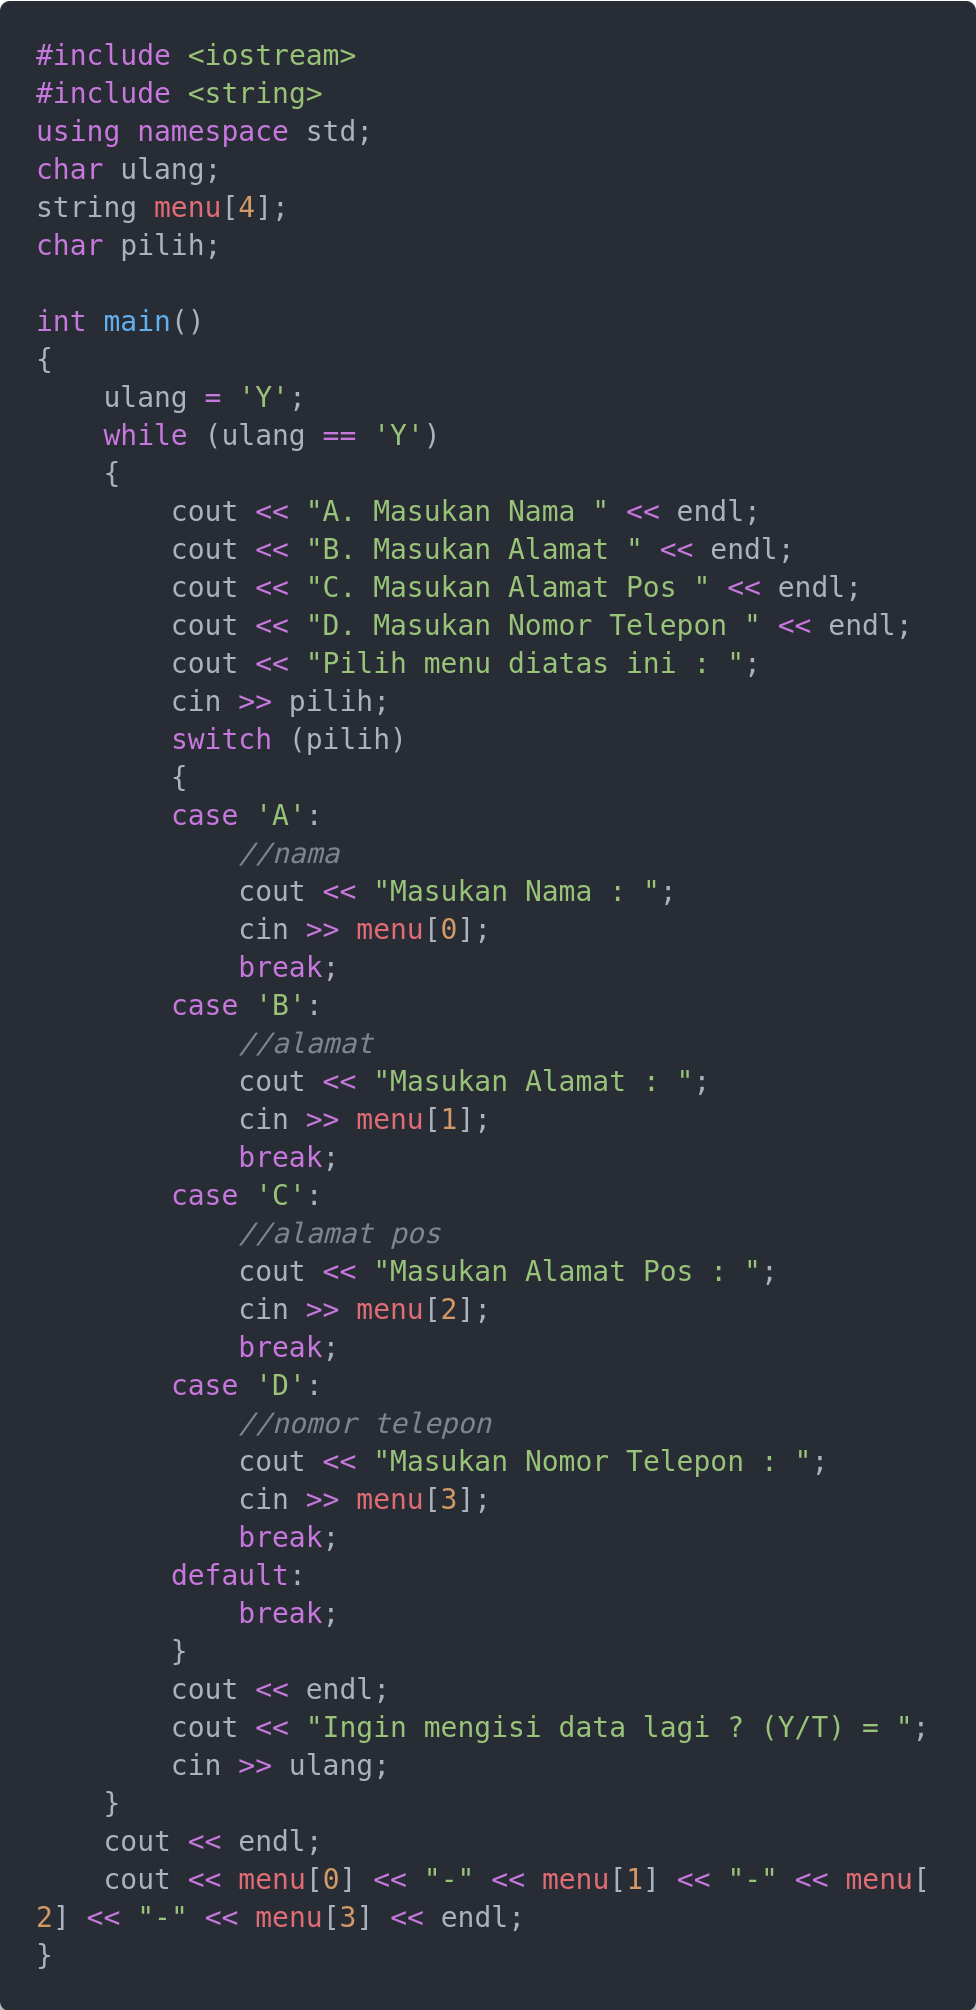 #include <iostream>
#include <string>
using namespace std;
char ulang;
string menu[4];
char pilih;

int main()
{
    ulang = 'Y';
    while (ulang == 'Y')
    {
        cout << "A. Masukan Nama " << endl;
        cout << "B. Masukan Alamat " << endl;
        cout << "C. Masukan Alamat Pos " << endl;
        cout << "D. Masukan Nomor Telepon " << endl;
        cout << "Pilih menu diatas ini : ";
        cin >> pilih;
        switch (pilih)
        {
        case 'A':
            //nama
            cout << "Masukan Nama : ";
            cin >> menu[0];
            break;
        case 'B':
            //alamat
            cout << "Masukan Alamat : ";
            cin >> menu[1];
            break;
        case 'C':
            //alamat pos
            cout << "Masukan Alamat Pos : ";
            cin >> menu[2];
            break;
        case 'D':
            //nomor telepon
            cout << "Masukan Nomor Telepon : ";
            cin >> menu[3];
            break;
        default:
            break;
        }
        cout << endl;
        cout << "Ingin mengisi data lagi ? (Y/T) = ";
        cin >> ulang;
    }
    cout << endl;
    cout << menu[0] << "-" << menu[1] << "-" << menu[
2] << "-" << menu[3] << endl;
}